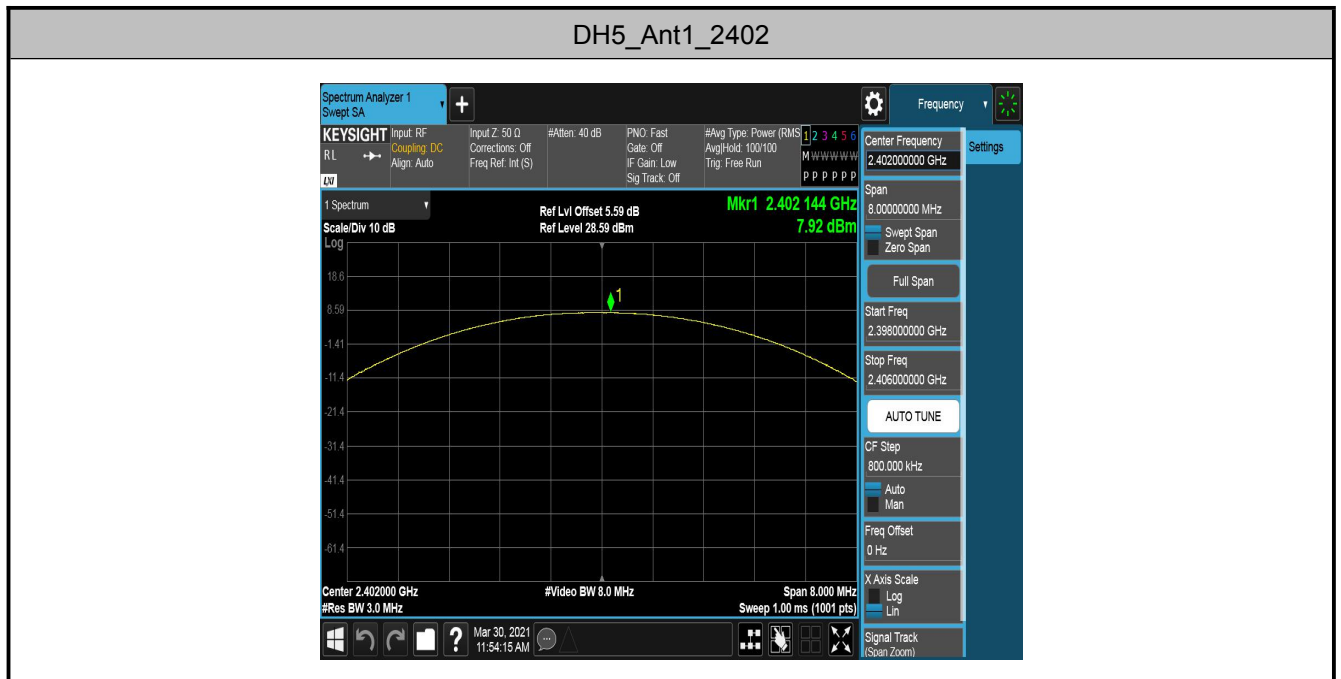 DH5_Ant1_2402
Spectrum Analyzer 1
Swept SA
Frequency
KEYSIGHT
RL
LXI
Input: RF
Coupling: DC
Align: Auto
Input Z: 50 Ω
Corrections: Off
Freq Ref: Int (S)
#Atten: 40 dB
PNO: Fast
Gate: Off
IF Gain: Low
Sig Track: Off
#Avg Type: Power (RMS
Avg|Hold: 100/100
Trig: Free Run
1 2 3 4 5 6
M W W W W W
P P P P P P
1 Spectrum
Scale/Div 10 dB
Log
Ref Lvl Offset 5.59 dB
Ref Level 28.59 dBm
Mkr1 2.402 144 GHz
7.92 dBm
18.6
8.59
-1.41
-11.4
-21.4
-31.4
-41.4
-51.4
-61.4
1
Center 2.402000 GHz
#Res BW 3.0 MHz
#Video BW 8.0 MHz
Span 8.000 MHz
Sweep 1.00 ms (1001 pts)
?
Mar 30, 2021
11:54:15 AM
Center Frequency
2.402000000 GHz
Settings
Span
8.00000000 MHz
Swept Span
Zero Span
Full Span
Start Freq
2.398000000 GHz
Stop Freq
2.406000000 GHz
AUTO TUNE
CF Step
800.000 kHz
Auto
Man
Freq Offset
0 Hz
X Axis Scale
Log
Lin
Signal Track
(Span Zoom)